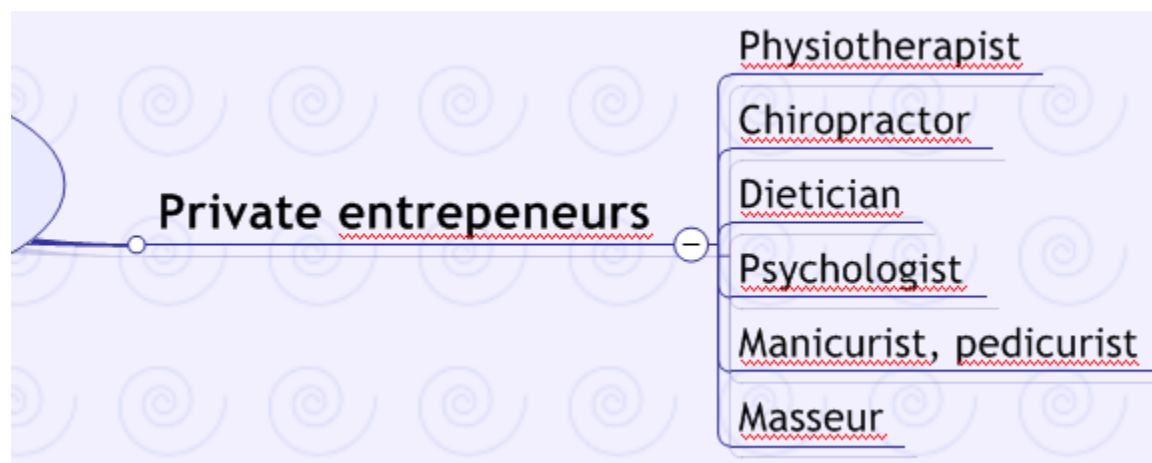 Physiotherapist
Chiropractor
Dietician
Private entrepeneurs
Psychologist
Manicurist, pedicurist
Masseur